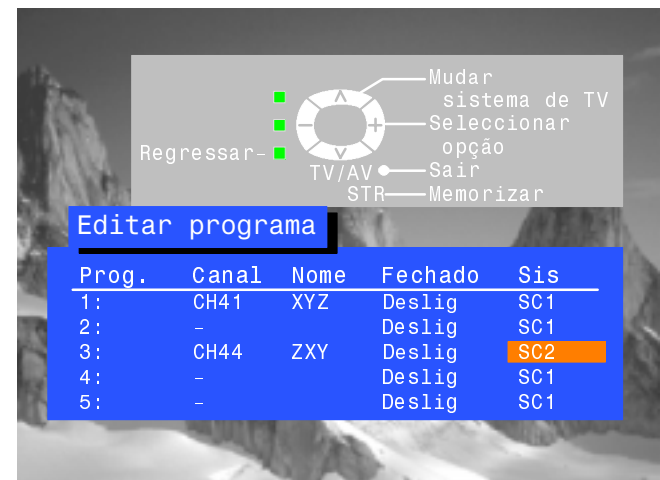 Mudar
sistema de TV
Seleccionar
opção
Regressar
TV/AV Sair
STR Memorizar
Editar programa
Prog. Canal Nome Fechado Sis
1: CH41 XYZ Deslig SC1
2: – Deslig SC1
3: CH44 ZXY Deslig SC2
4: – Deslig SC1
5: – Deslig SC1